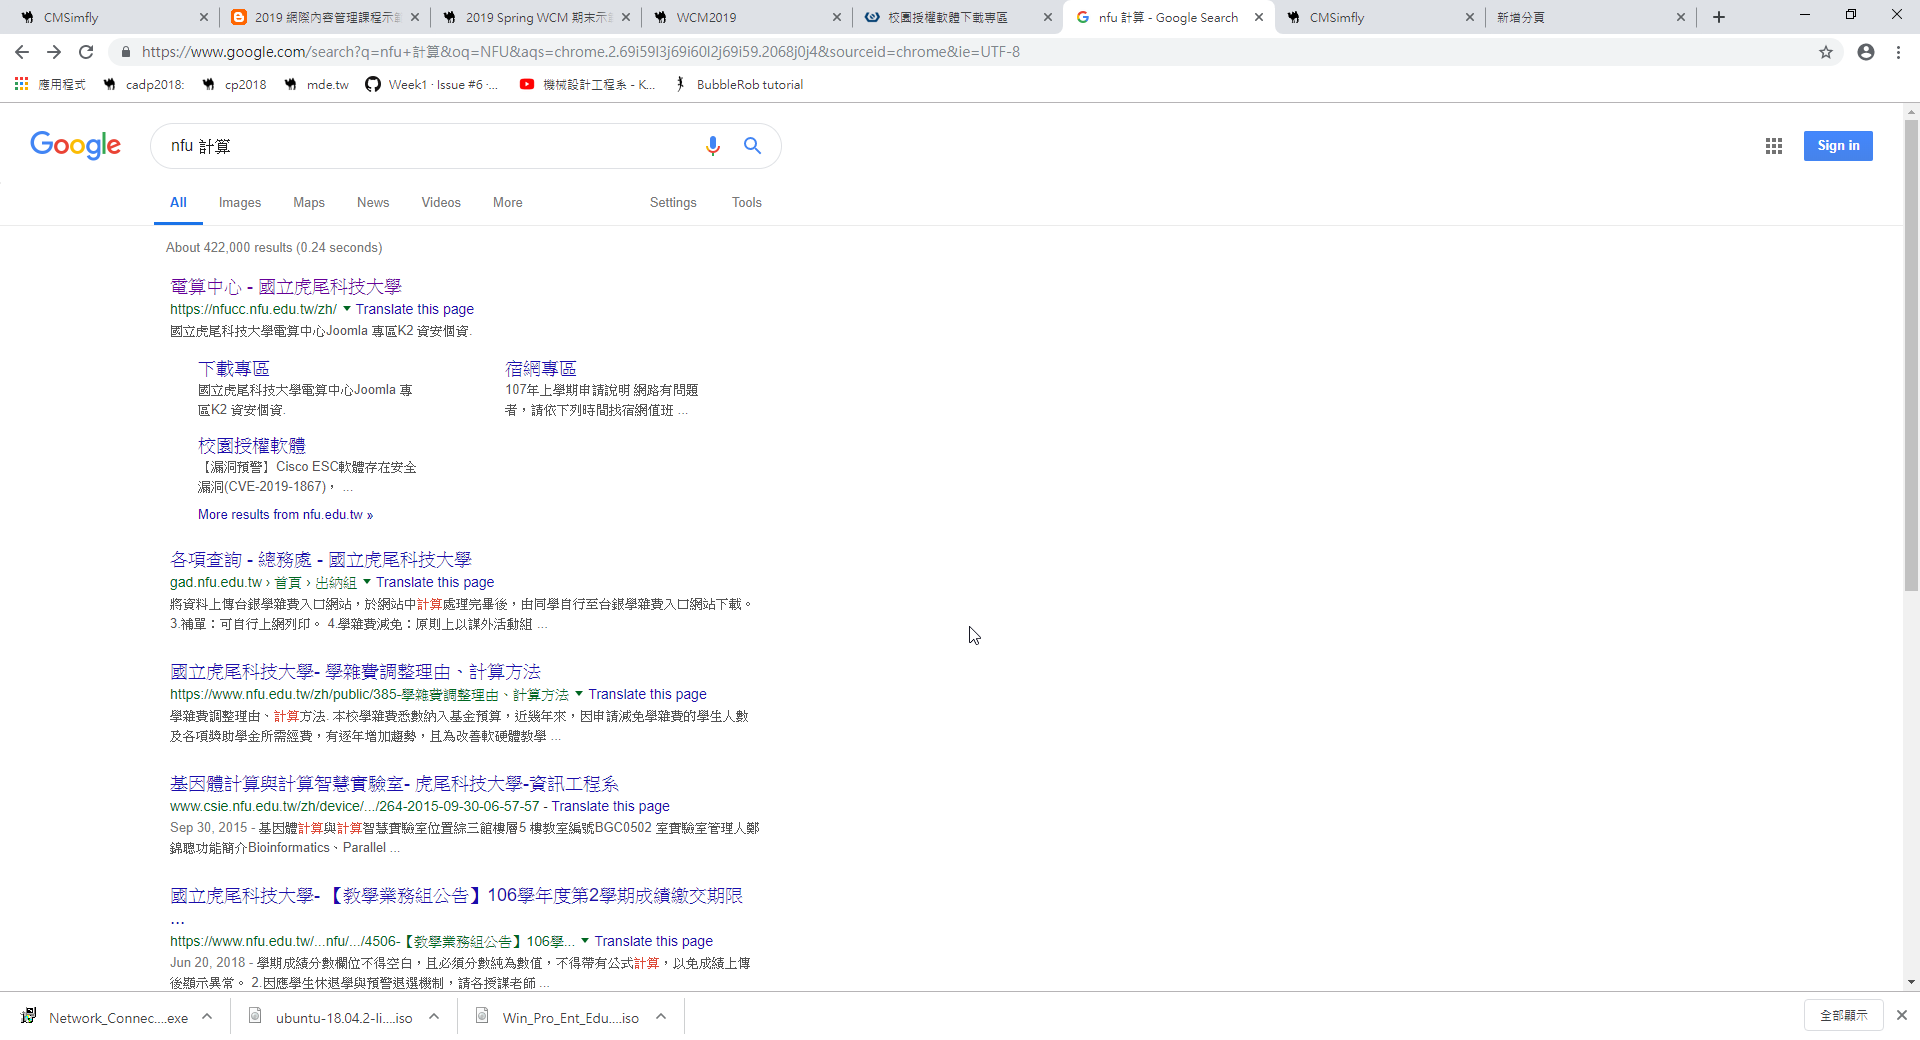 CMSimfly
2019 網際內容管理課程示
2019 Spring WCM 期末示
WCM2019
校園授權軟體下載專區
nfu 計算 - Google Search
CMSimfly
新增分頁
https://www.google.com/search?q=nfu+計算&oq=NFU&aqs=chrome.2.69i59l3j69i60l2j69i59.2068j0j4&sourceid=chrome&ie=UTF-8
應用程式
cadp2018:
cp2018
mde.tw
Week1 · Issue #6 ·...
機械設計工程系 - K...
BubbleRob tutorial
Google
nfu 計算
Sign in
All
Images
Maps
News
Videos
More
Settings
Tools
About 422,000 results (0.24 seconds)
電算中心 - 國立虎尾科技大學
https://nfucc.nfu.edu.tw/zh/ Translate this page
國立虎尾科技大學電算中心Joomla 專區K2 資安個資.
下載專區
國立虎尾科技大學電算中心Joomla 專
區K2 資安個資.
宿網專區
107年上學期申請說明 網路有問題
者，請依下列時間找宿網值班 ...
校園授權軟體
【漏洞預警】Cisco ESC軟體存在安全
漏洞(CVE-2019-1867)， ...
More results from nfu.edu.tw »
各項查詢 - 總務處 - 國立虎尾科技大學
gad.nfu.edu.tw › 首頁 › 出納組 Translate this page
將資料上傳台銀學雜費入口網站，於網站中計算處理完畢後，由同學自行至台銀學雜費入口網站下載。
3.補單：可自行上網列印。 4.學雜費減免：原則上以課外活動組 ...
國立虎尾科技大學- 學雜費調整理由、計算方法
https://www.nfu.edu.tw/zh/public/385-學雜費調整理由、計算方法 Translate this page
學雜費調整理由、計算方法. 本校學雜費悉數納入基金預算，近幾年來，因申請減免學雜費的學生人數
及各項獎助學金所需經費，有逐年增加趨勢，且為改善軟硬體教學 ...
基因體計算與計算智慧實驗室- 虎尾科技大學-資訊工程系
www.csie.nfu.edu.tw/zh/device/.../264-2015-09-30-06-57-57 - Translate this page
Sep 30, 2015 - 基因體計算與計算智慧實驗室位置綜三館樓層5 樓教室編號BGC0502 室實驗室管理人鄭
錦聰功能簡介Bioinformatics、Parallel ...
國立虎尾科技大學- 【教學業務組公告】106學年度第2學期成績繳交期限
...
https://www.nfu.edu.tw/...nfu/.../4506-【教學業務組公告】106學... Translate this page
Jun 20, 2018 - 學期成績分數欄位不得空白，且必須分數純為數值，不得帶有公式計算，以免成績上傳
後顯示異常。 2.因應學生休退學與預警退選機制，請各授課老師 ...
Network_Connec....exe
ubuntu-18.04.2-li....iso
Win_Pro_Ent_Edu....iso
全部顯示